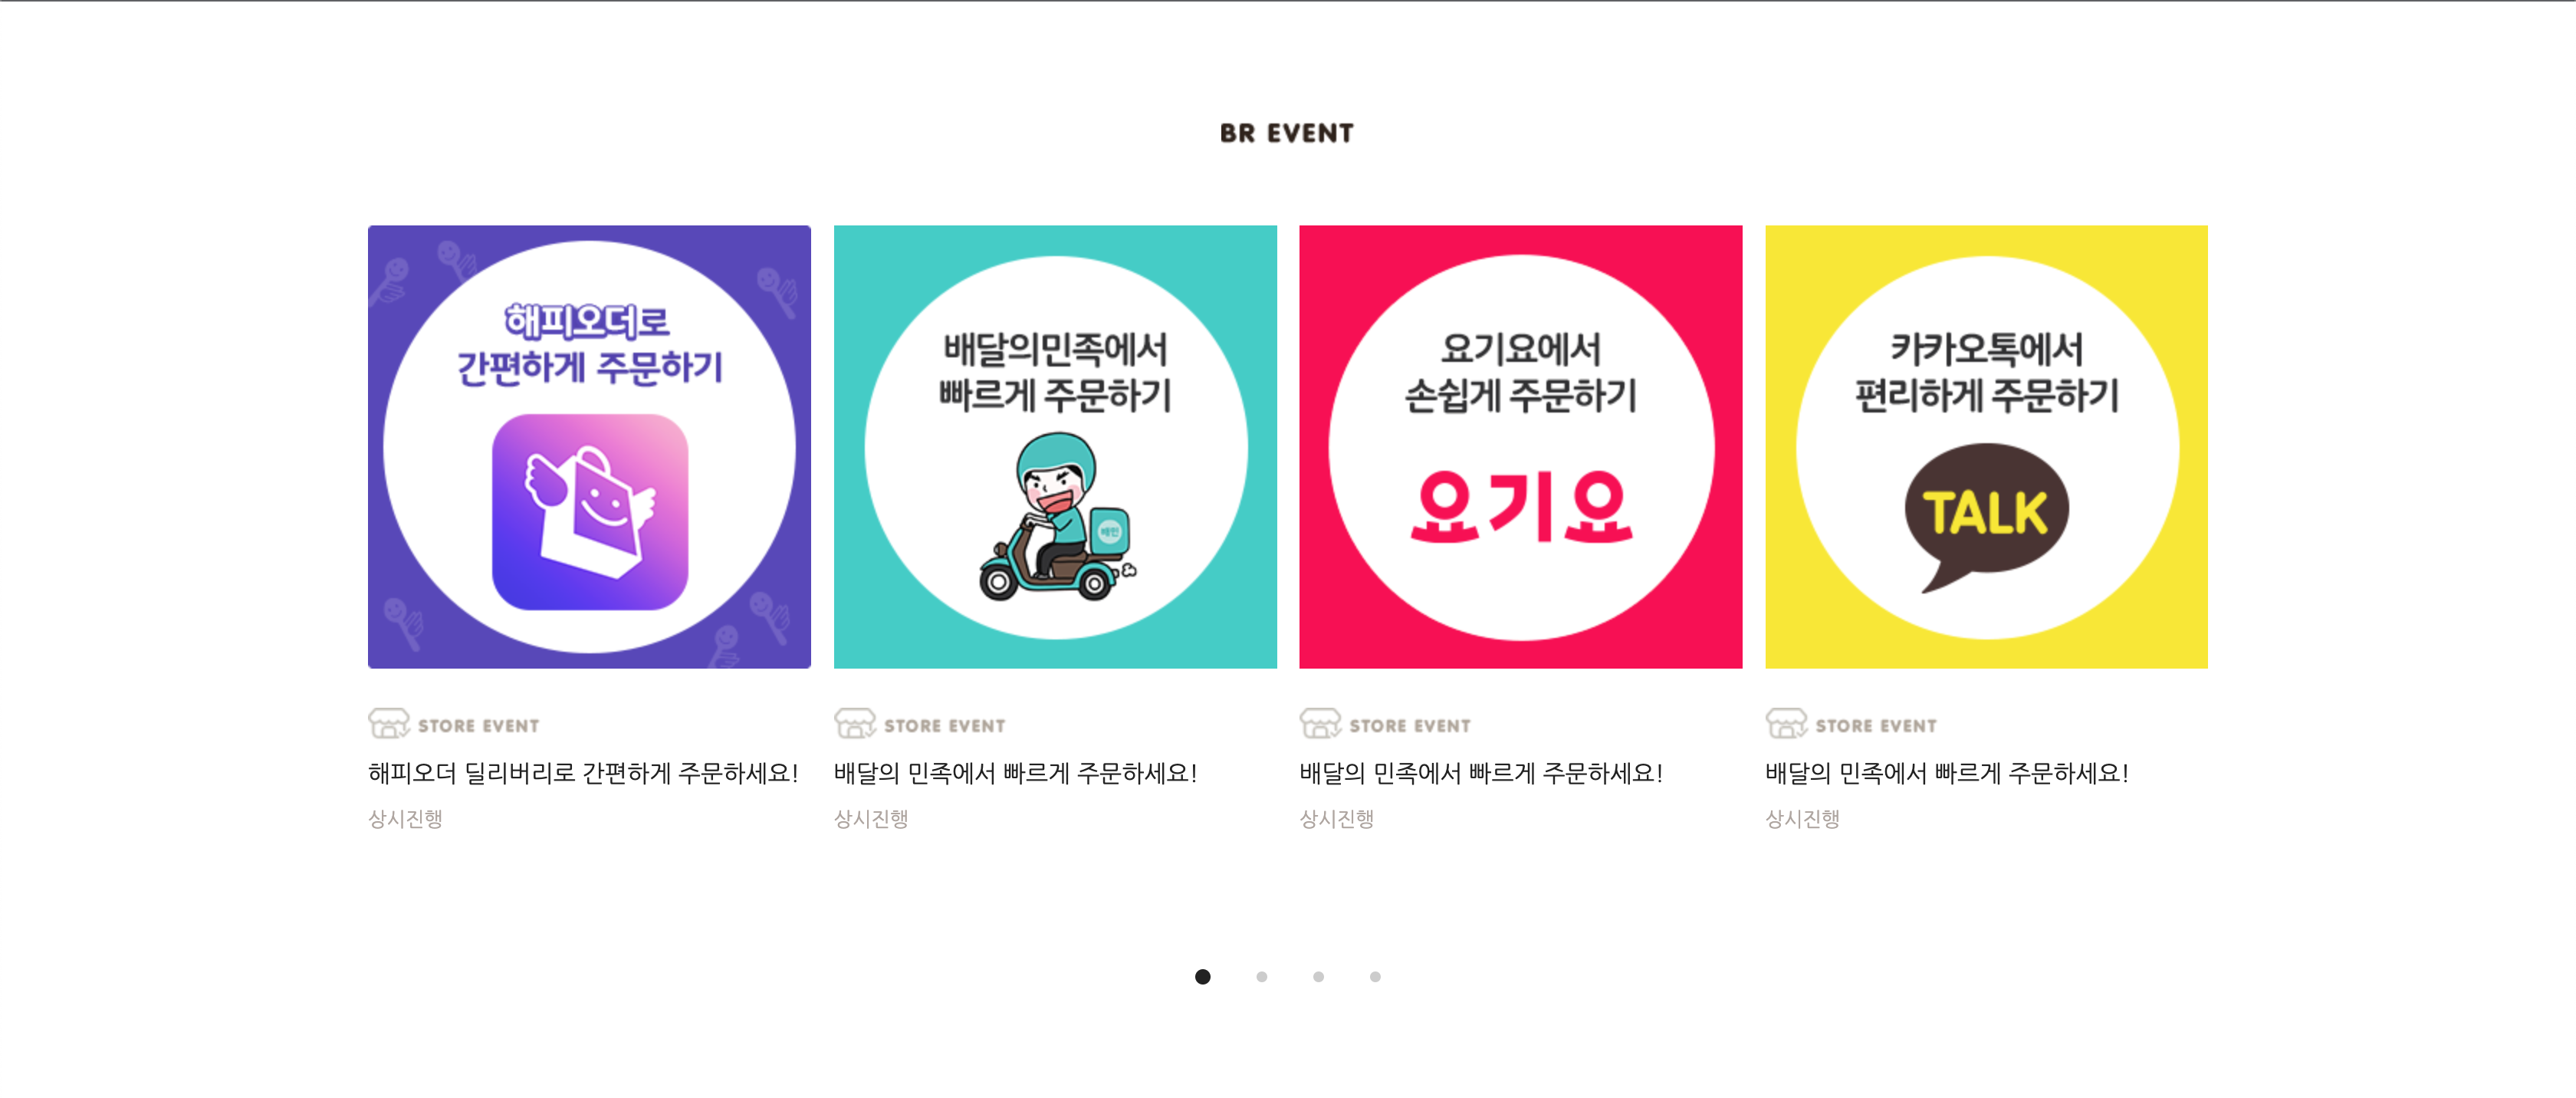 BR EVENT
해피오더로
간편하게 주문하기
배달의민족에서
빠르게 주문하기
배민
요기요에서
손쉽게 주문하기
요기요
카카오톡에서
편리하게 주문하기
TALK
STORE EVENT
해피오더 딜리버리로 간편하게 주문하세요!
상시진행
STORE EVENT
배달의 민족에서 빠르게 주문하세요!
상시진행
STORE EVENT
배달의 민족에서 빠르게 주문하세요!
상시진행
STORE EVENT
배달의 민족에서 빠르게 주문하세요!
상시진행